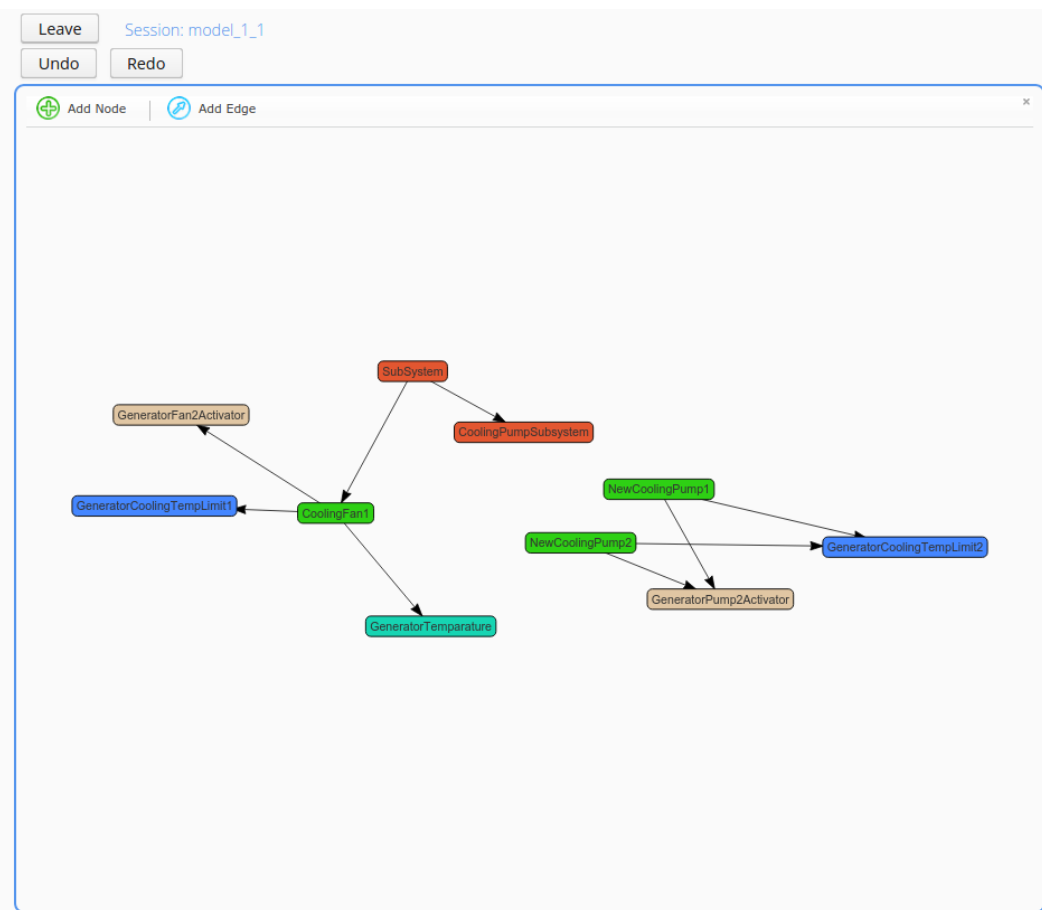 Leave Session: model_1_1
Undo Redo
Add Node Add Edge ×
SubSystem
GeneratorFan2Activator
CoolingPumpSubsystem
NewCoolingPump1
GeneratorCoolingTempLimit1
CoolingFan1
NewCoolingPump2
GeneratorCoolingTempLimit2
GeneratorPump2Activator
GeneratorTemparature